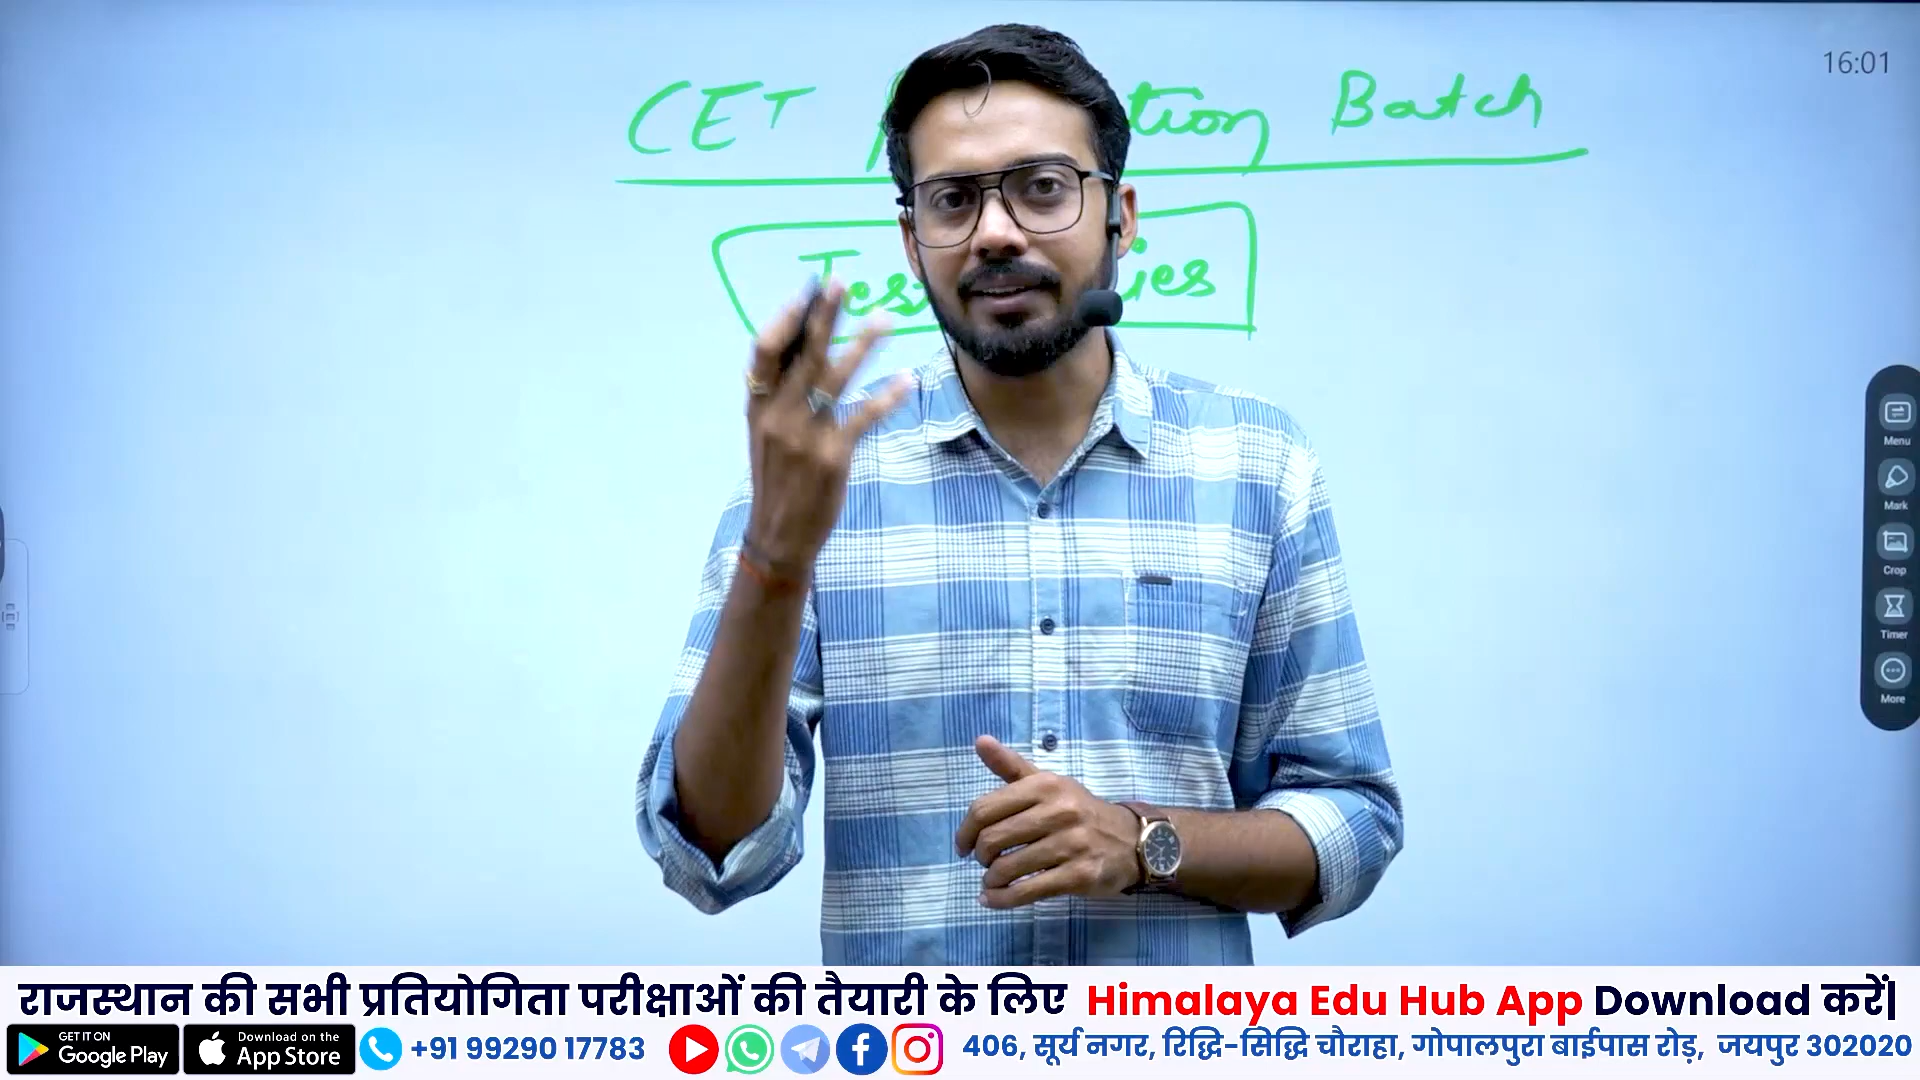 16:01
CET Batch
Menu
Mark
Crop
Timer
More
राजस्थान की सभी प्रतियोगिता परीक्षाओं की तैयारी के लिए Himalaya Edu Hub App Download करें|
GET IT ON Google Play Download on the App Store +91 99290 17783 406, सूर्य नगर, रिद्धि-सिद्धि चौराहा, गोपालपुरा बाईपास रोड़, जयपुर 302020